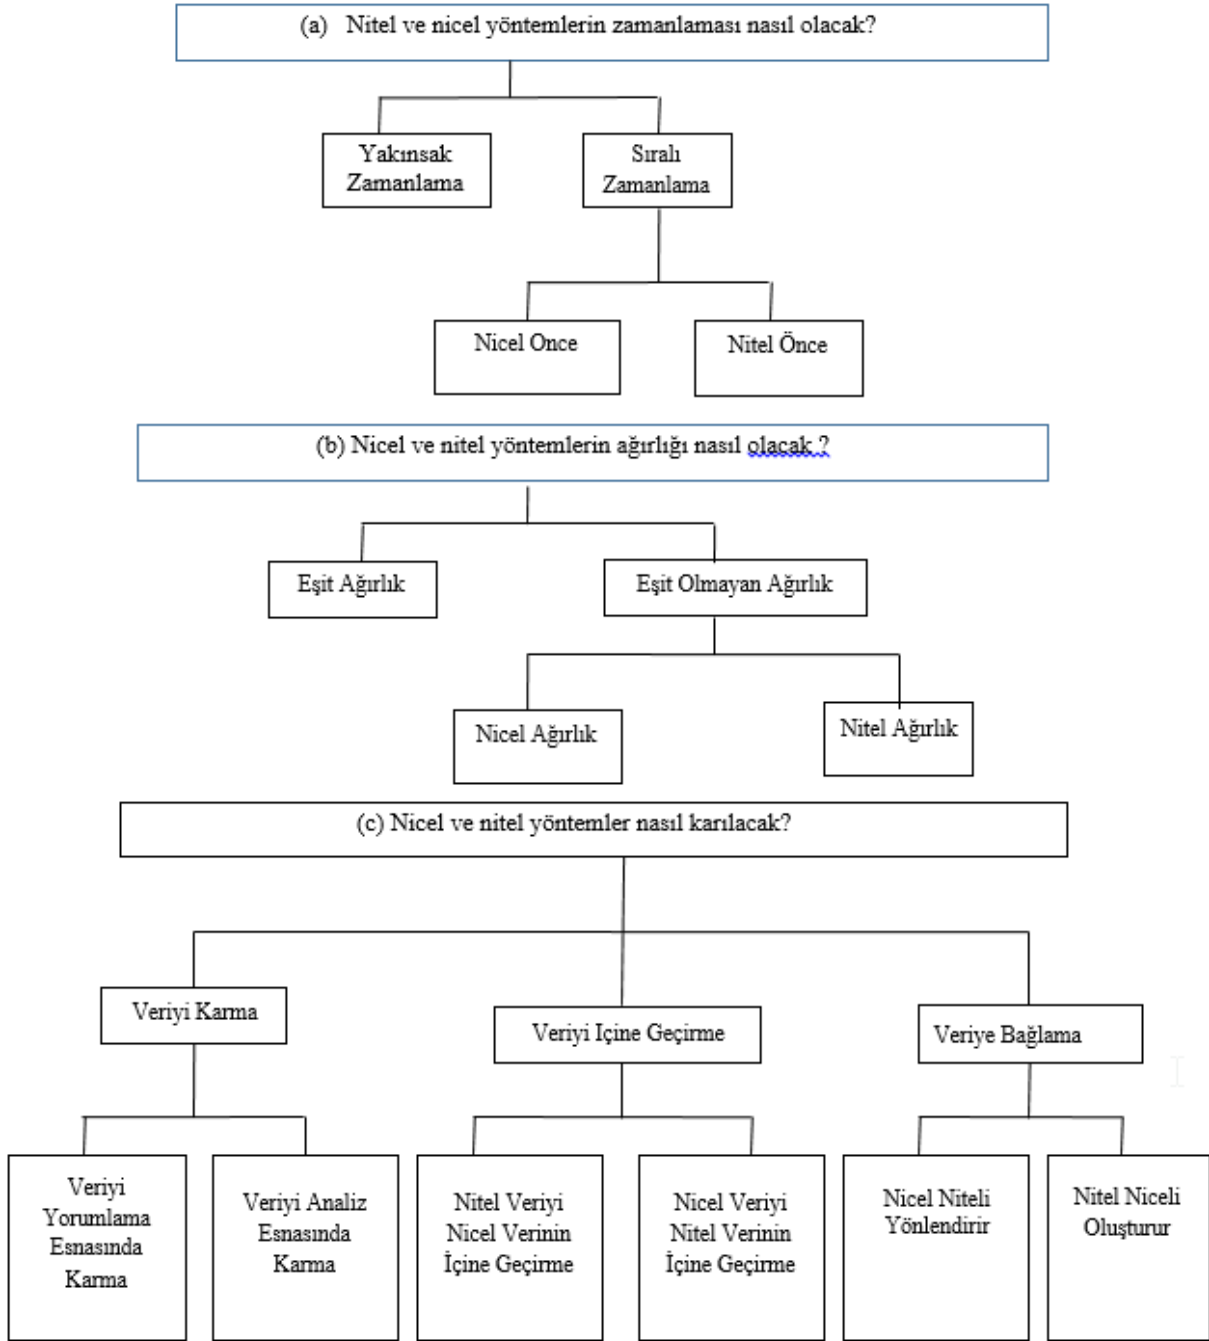 (a) Nitel ve nicel yöntemlerin zamanlaması nasıl olacak?
Yakınsak
Zamanlama
Sıralı
Zamanlama
Nicel Once
Nitel Önce
(b) Nicel ve nitel yöntemlerin ağırlığı nasıl olacak ?
Eşit Ağırlık
Eşit Olmayan Ağırlık
Nicel Ağırlık
Nitel Ağırlık
(c) Nicel ve nitel yöntemler nasıl karılacak?
Veriyi Karma
Veriyi Içine Geçirme
Veriye Bağlama
Veriyi
Yorumlama
Esnasında
Karma
Veriyi Analiz
Esnasında
Karma
Nitel Veriyi
Nicel Verinin
İçine Geçirme
Nicel Veriyi
Nitel Verinin
İçine Geçirme
Nicel Niteli
Yönlendirir
Nitel Niceli
Oluşturur